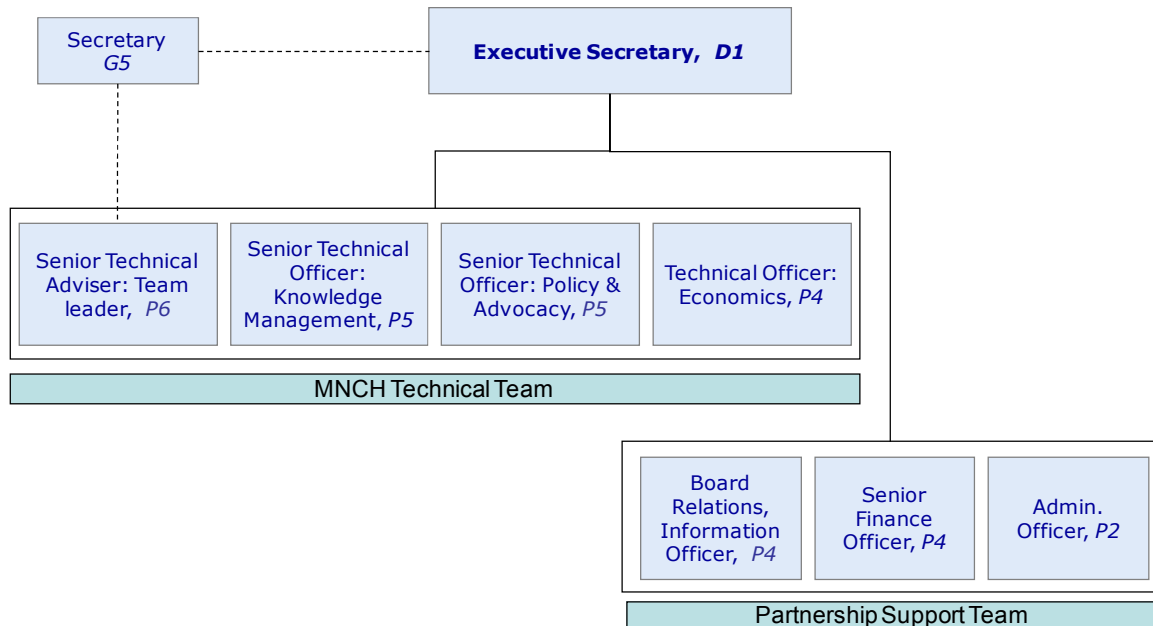 Secretary
G5
Executive Secretary, D1
Senior Technical
Adviser: Team
leader, P6
Senior Technical
Officer:
Knowledge
Management, P5
Senior Technical
Officer: Policy &
Advocacy, P5
Technical Officer:
Economics, P4
MNCH Technical Team
Board
Relations,
Information
Officer, P4
Senior
Finance
Officer, P4
Admin.
Officer, P2
Partnership Support Team